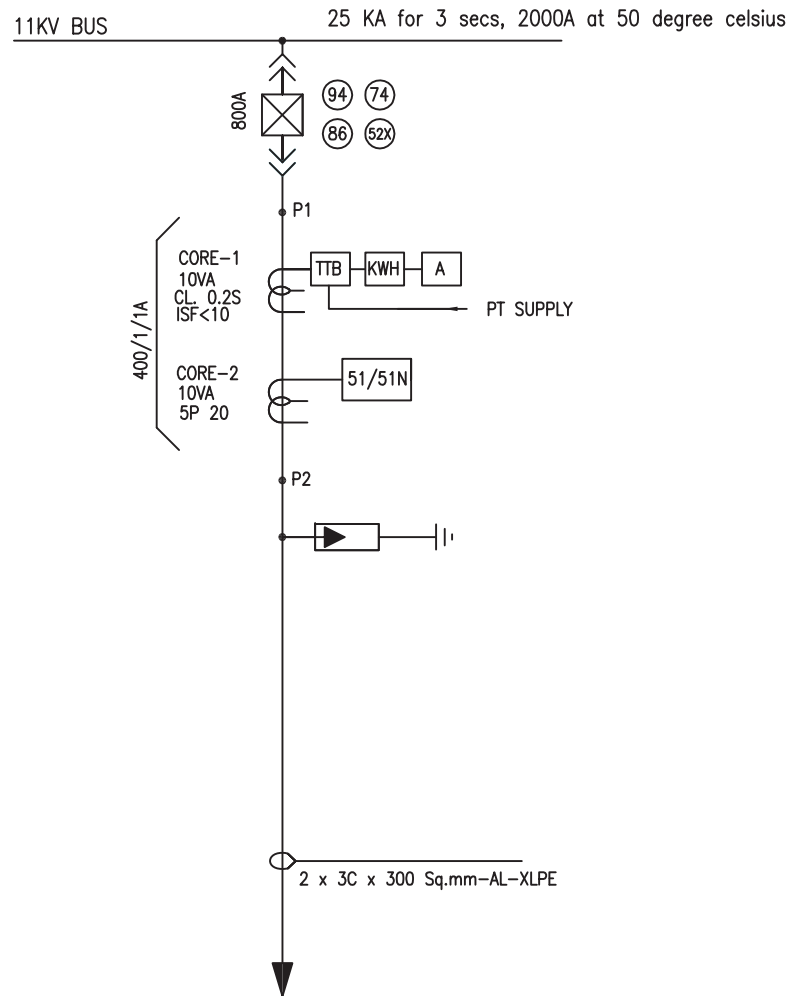 11KV BUS
25 KA for 3 secs, 2000A at 50 degree celsius
800A
94 74
86 52X
P1
400/1/1A
CORE-1
10VA
CL. 0.2S
ISF<10
TTB KWH A
PT SUPPLY
CORE-2
10VA
5P 20
51/51N
P2
2 x 3C x 300 Sq.mm-AL-XLPE